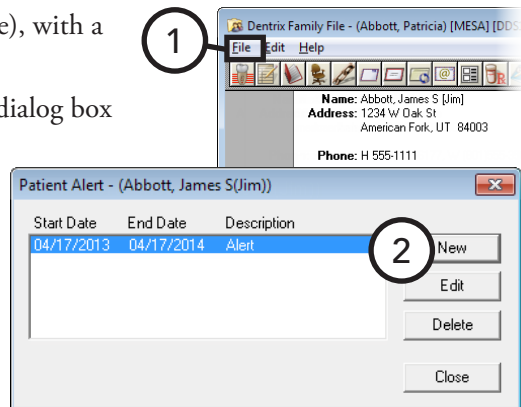 e), with a
dialog box
1
Dentrix Family File - (Abbott, Patricia) [MESA] [DDS
File Edit Help
Name: Abbott, James S [Jim]
Address: 1234 W Oak St
American Fork, UT 84003
Phone: H 555-1111
Patient Alert - (Abbott, James S(Jim))
Start Date End Date Description
04/17/2013 04/17/2014 Alert
2
New
Edit
Delete
Close